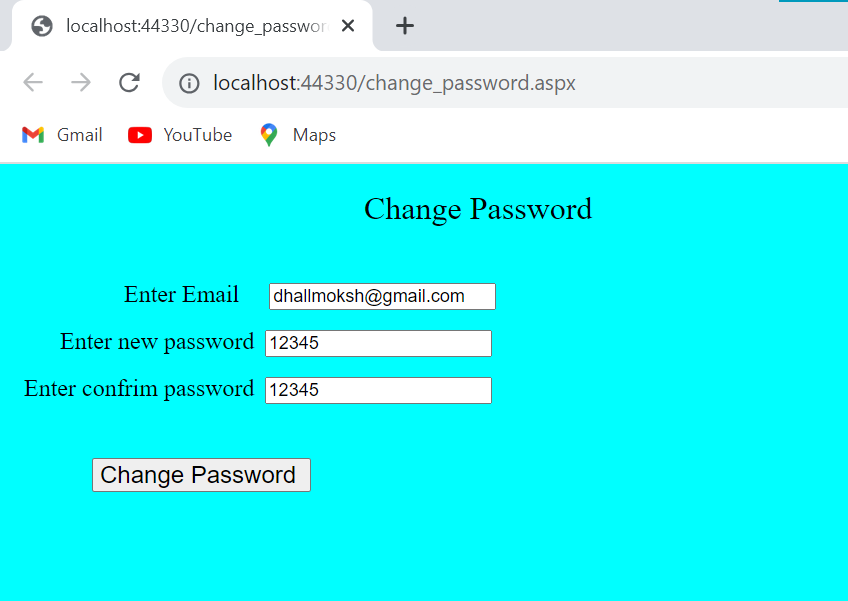 localhost:44330/change_passwor
localhost:44330/change_password.aspx
Gmail YouTube Maps
Change Password
Enter Email dhallmoksh@gmail.com
Enter new password 12345
Enter confrim password 12345
Change Password